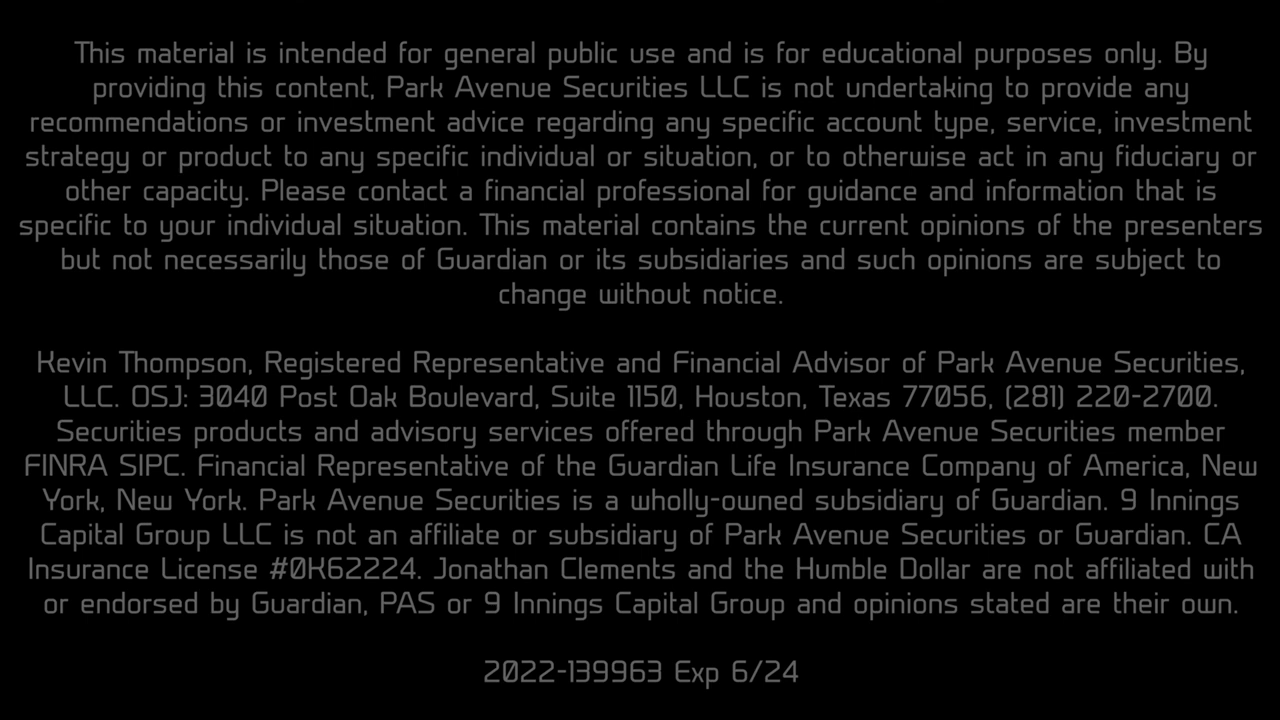 This material is intended for general public use and is for educational purposes only. By
providing this content, Park Avenue Securities LLC is not undertaking to provide any
recommendations or investment advice regarding any specific account type, service, investment
strategy or product to any specific individual or situation, or to otherwise act in any fiduciary or
other capacity. Please contact a financial professional for guidance and information that is
specific to your individual situation. This material contains the current opinions of the presenters
but not necessarily those of Guardian or its subsidiaries and such opinions are subject to
change without notice.
Kevin Thompson, Registered Representative and Financial Advisor of Park Avenue Securities,
LLC. OSJ: 3040 Post Oak Boulevard, Suite 1150, Houston, Texas 77056, (281) 220-2700.
Securities products and advisory services offered through Park Avenue Securities member
FINRA SIPC. Financial Representative of the Guardian Life Insurance Company of America, New
York, New York. Park Avenue Securities is a wholly-owned subsidiary of Guardian. 9 Innings
Capital Group LLC is not an affiliate or subsidiary of Park Avenue Securities or Guardian. CA
Insurance License #0K62224. Jonathan Clements and the Humble Dollar are not affiliated with
or endorsed by Guardian, PAS or 9 Innings Capital Group and opinions stated are their own.
2022-139963 Exp 6/24